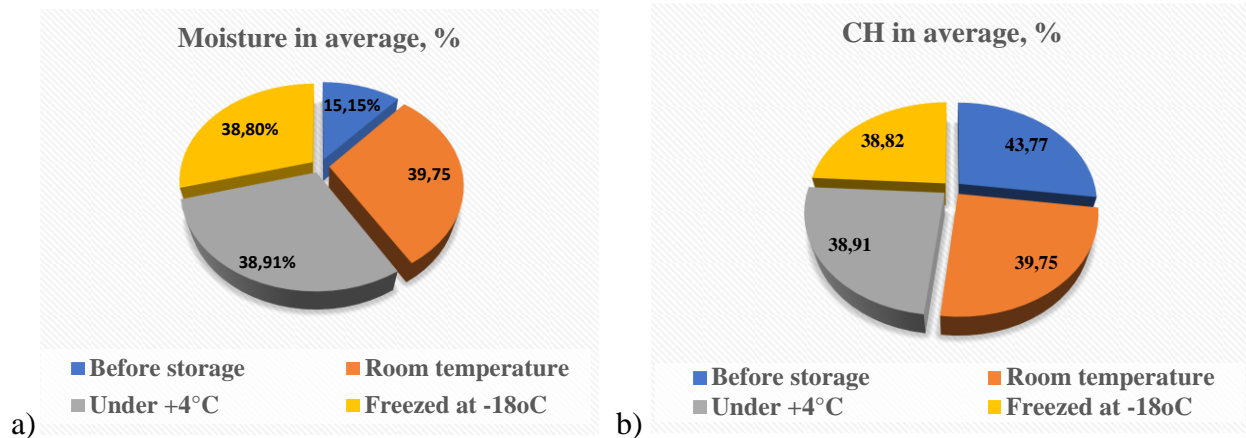 Moisture in average, %
15,15%
39,75
38,91%
38,80%
Before storage
Room temperature
Under +4°C
Freezed at -18oC
a)
CH in average, %
43,77
39,75
38,91
38,82
Before storage
Room temperature
Under +4°C
Freezed at -18oC
b)